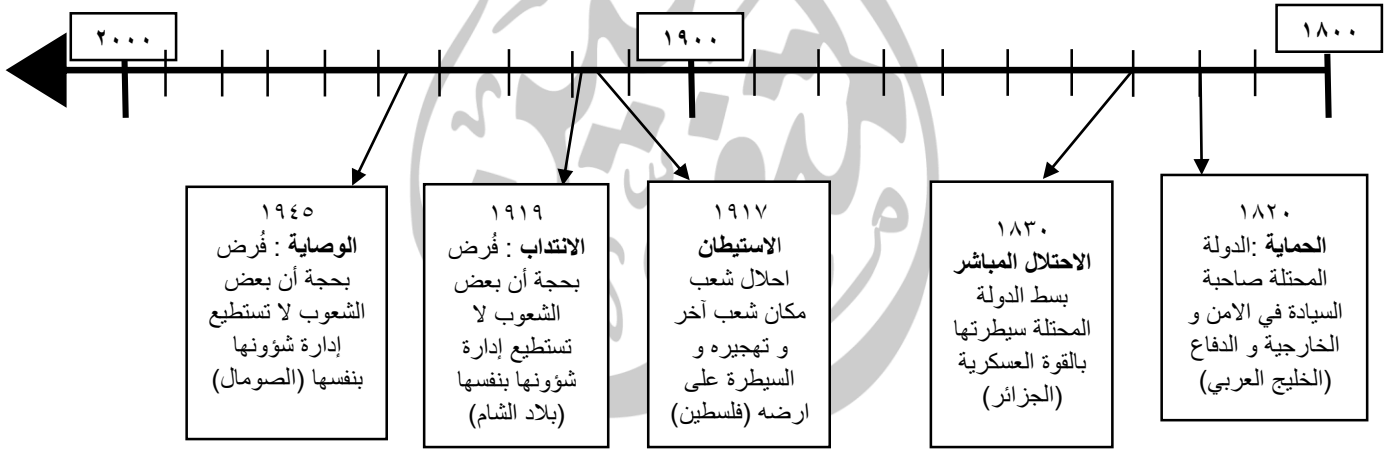 ١٨٠٠
١٩٠٠
٢٠٠٠
١٨٢٠
الحماية :الدولة
المحتلة صاحبة
السيادة في الامن و
الخارجية و الدفاع
(الخليج العربي)
١٨٣٠
الاحتلال المباشر
بسط الدولة
المحتلة سيطرتها
بالقوة العسكرية
(الجزائر)
١٩١٧
الاستيطان
احلال شعب
مكان شعب آخر
و تهجيره و
السيطرة على
ارضه (فلسطين)
١٩١٩
الانتداب : فُرض
بحجة أن بعض
الشعوب لا
تستطيع إدارة
شؤونها بنفسها
(بلاد الشام)
١٩٤٥
الوصاية : فُرض
بحجة أن بعض
الشعوب لا تستطيع
إدارة شؤونها
بنفسها (الصومال)